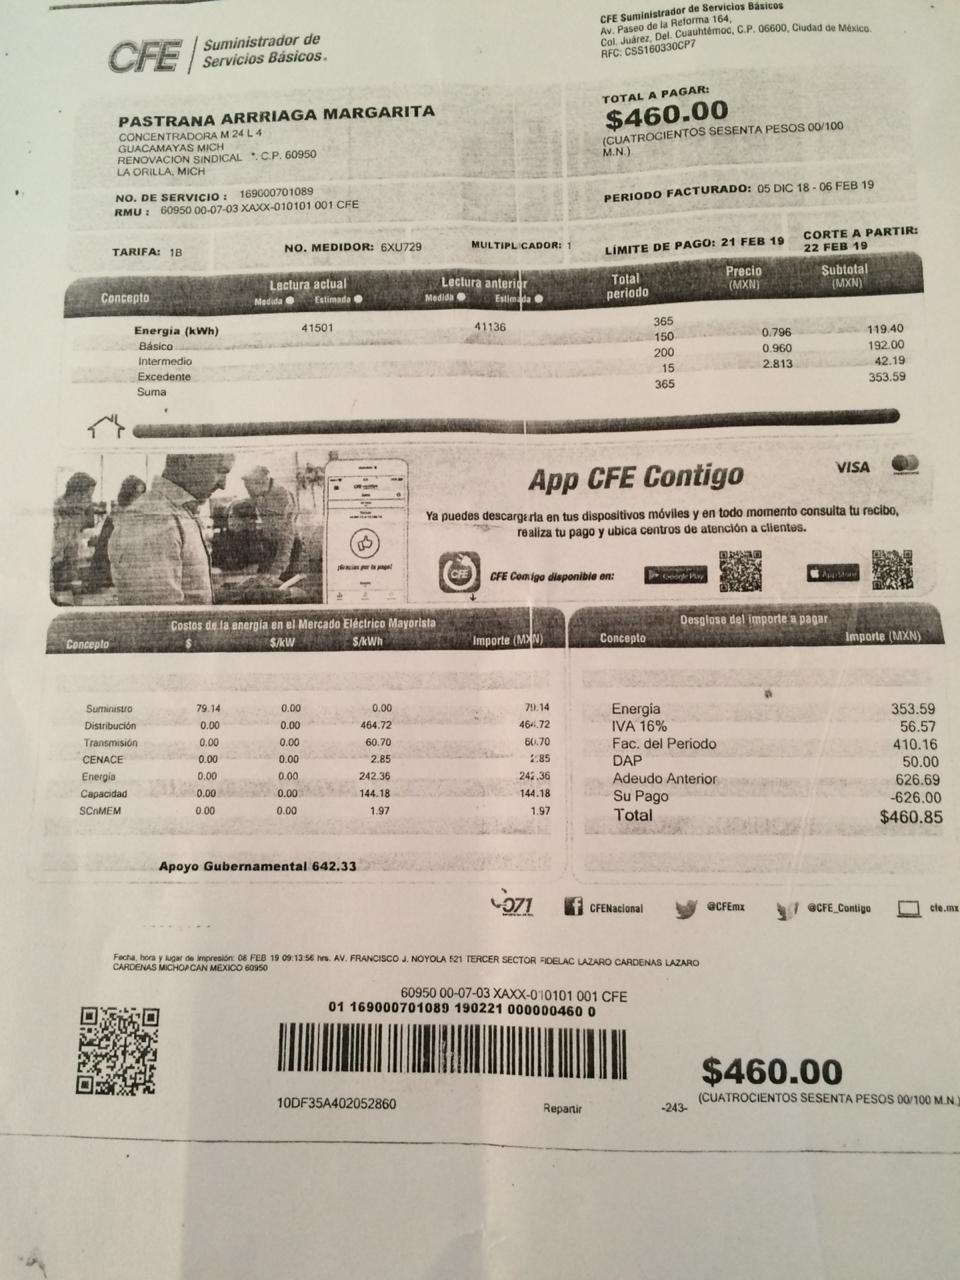 CFE Suministrador de
Servicios Básicos.
CFE Suministrador de Servicios Básicos
Av. Paseo de la Reforma 164,
Col. Juárez, Del. Cuauhtémoc, C.P. 06600, Ciudad de México.
RFC: CSS160330CP7
PASTRANA ARRRIAGA MARGARITA
CONCENTRADORA M 24 L 4
GUACAMAYAS MICH
RENOVACION SINDICAL *. C.P. 60950
LA ORILLA, MICH
TOTAL A PAGAR:
$460.00
(CUATROCIENTOS SESENTA PESOS 00/100
M.N.)
NO. DE SERVICIO : 169000701089
RMU : 60950 00-07-03 XAXX-010101 001 CFE
PERIODO FACTURADO: 05 DIC 18 - 06 FEB 19
TARIFA: 1B NO. MEDIDOR: 6XU729 MULTIPLICADOR: 1 LÍMITE DE PAGO: 21 FEB 19 CORTE A PARTIR:
22 FEB 19
Concepto Lectura actual Lectura anterior Total periodo Precio (MXN) Subtotal (MXN)
Medida Estimada Medida Estimada
Energía (kWh) 41501 41136 365
Básico 150 0.796 119.40
Intermedio 200 0.960 192.00
Excedente 15 2.813 42.19
Suma 365 353.59
App CFE Contigo VISA
Ya puedes descargarla en tus dispositivos móviles y en todo momento consulta tu recibo,
realiza tu pago y ubica centros de atención a clientes.
¡Gracias por tu pago!
CFE CFE Contigo disponible en: Google Play App Store
Costos de la energía en el Mercado Eléctrico Mayorista
Concepto $ $/kW $/kWh Importe (MXN)
Suministro 79.14 0.00 0.00 79.14
Distribución 0.00 0.00 464.72 464.72
Transmisión 0.00 0.00 60.70 60.70
CENACE 0.00 0.00 2.85 2.85
Energía 0.00 0.00 242.36 242.36
Capacidad 0.00 0.00 144.18 144.18
SCnMEM 0.00 0.00 1.97 1.97
Apoyo Gubernamental 642.33
Desglose del importe a pagar
Concepto Importe (MXN)
Energía 353.59
IVA 16% 56.57
Fac. del Periodo 410.16
DAP 50.00
Adeudo Anterior 626.69
Su Pago -626.00
Total $460.85
071 CFENacional @CFEmx @CFE_Contigo cfe.mx
Fecha, hora y lugar de impresión: 06 FEB 19 09:13:56 hrs. AV. FRANCISCO J. NOYOLA 521 TERCER SECTOR FIDELAC LAZARO CARDENAS LAZARO
CARDENAS MICHOACAN MEXICO 60950
60950 00-07-03 XAXX-010101 001 CFE
01 169000701089 190221 000000460 0
10DF35A402052860 Repartir -243-
$460.00
(CUATROCIENTOS SESENTA PESOS 00/100 M.N.)